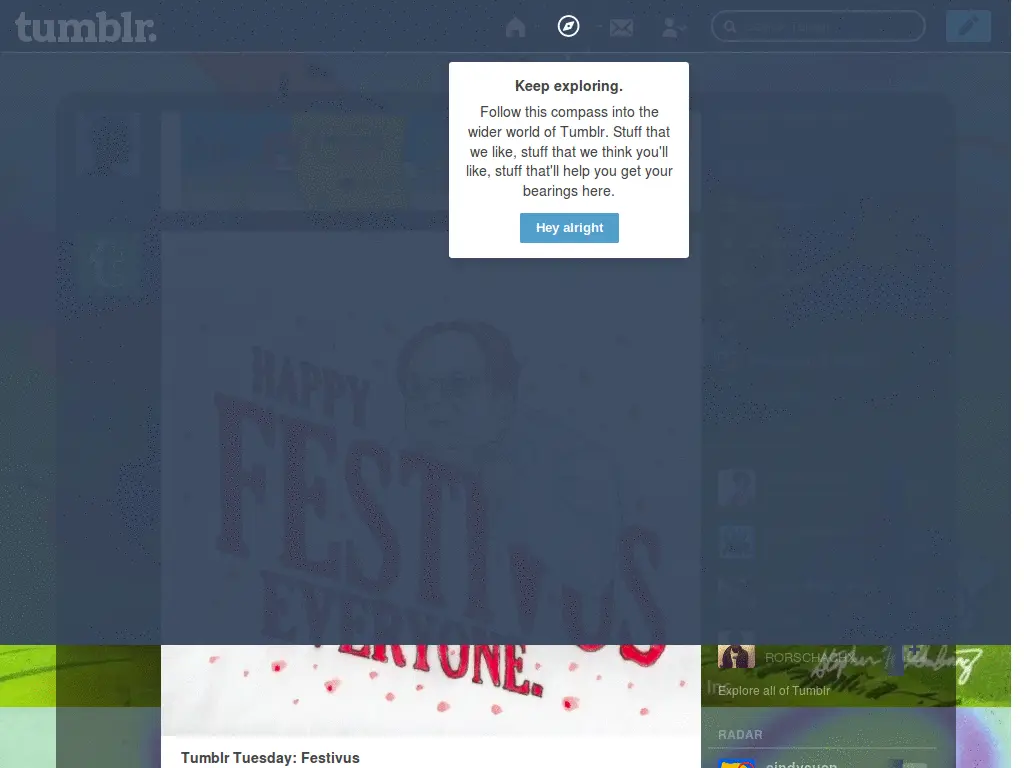 tumblr.
Keep exploring.
Follow this compass into the
wider world of Tumblr. Stuff that
we like, stuff that we think you'll
like, stuff that'll help you get your
bearings here.
Hey alright
HAPPY
FESTIVUS
EVERYONE.
Explore all of Tumblr
RADAR
Tumblr Tuesday: Festivus